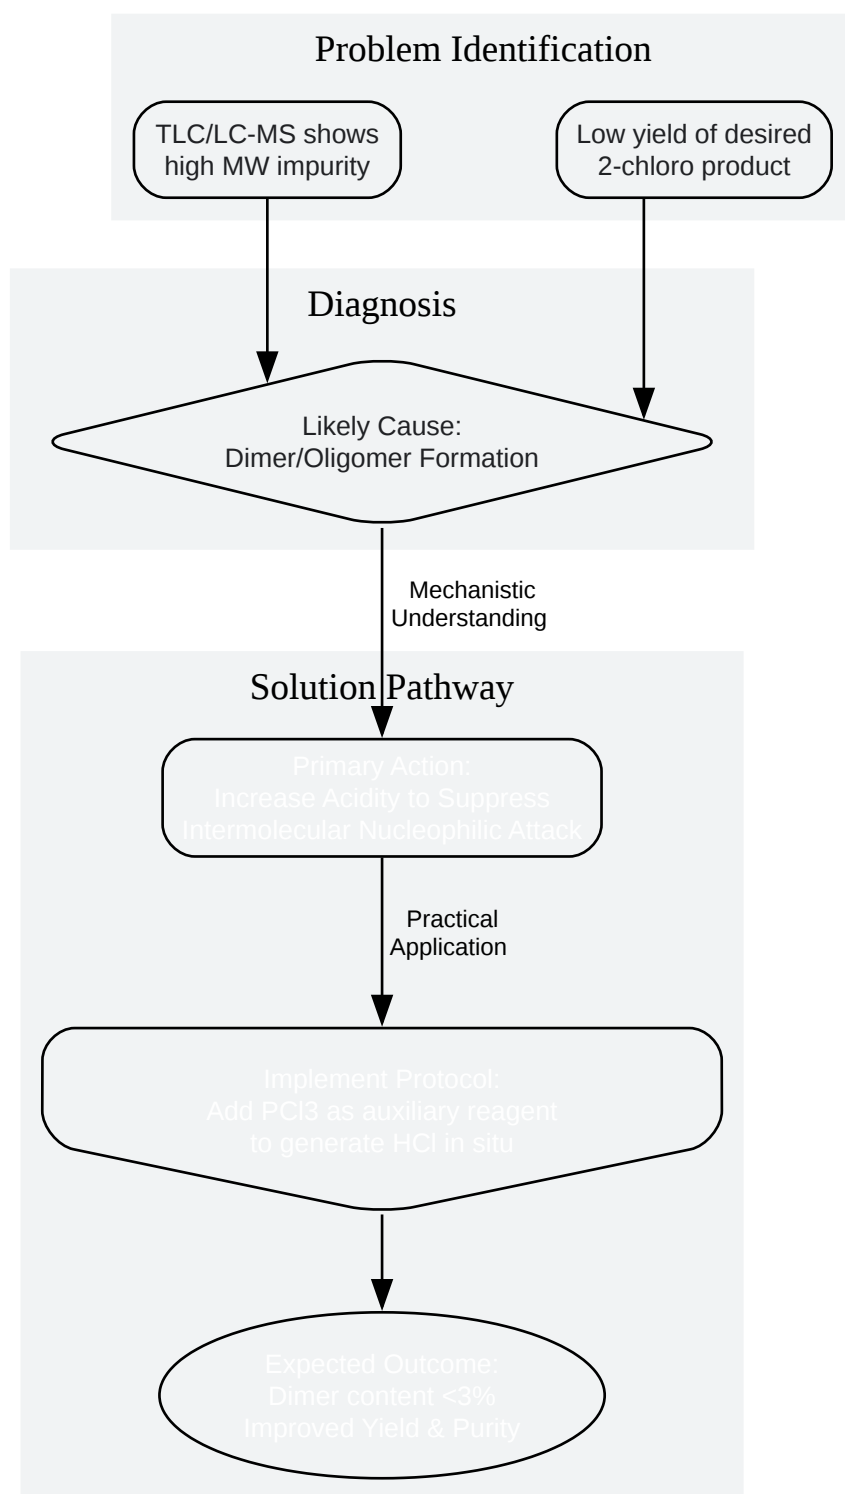 Problem Identification
TLC/LC-MS shows
high MW impurity
Low yield of desired
2-chloro product
Diagnosis
Likely Cause:
Dimer/Oligomer Formation
Mechanistic
Understanding
Solution Pathway
Primary Action:
Increase Acidity to Suppress
Intermolecular Nucleophilic Attack
Practical
Application
Implement Protocol:
Add PCl3 as auxiliary reagent
to generate HCl in situ
Expected Outcome:
Dimer content <3%
Improved Yield & Purity